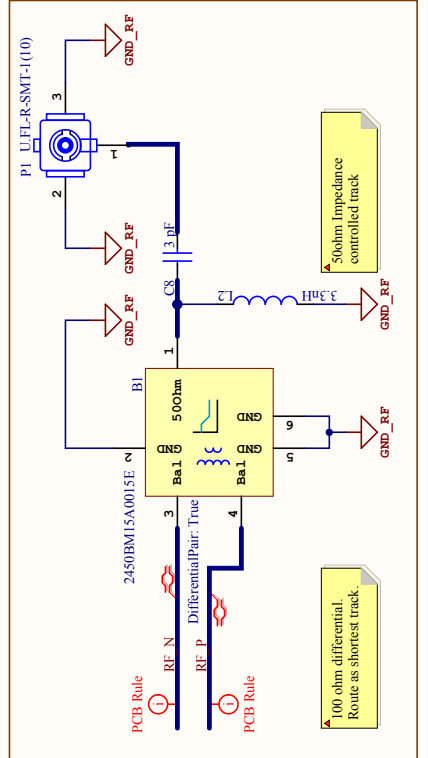 P1 U.FL-R-SMT-1(10)
3
GND_RF
1
2
GND_RF
GND_RF
3 pF
C8
L2
3.3nH
GND_RF
50ohm Impedance
controlled track
B1
1
50Ohm
2
GND
GND
GND
6
5
GND_RF
Bal
Bal
3
4
2450BM15A0015E
DifferentialPair: True
RF_N
RF_P
i
PCB Rule
i
PCB Rule
100 ohm differential.
Route as shortest track.